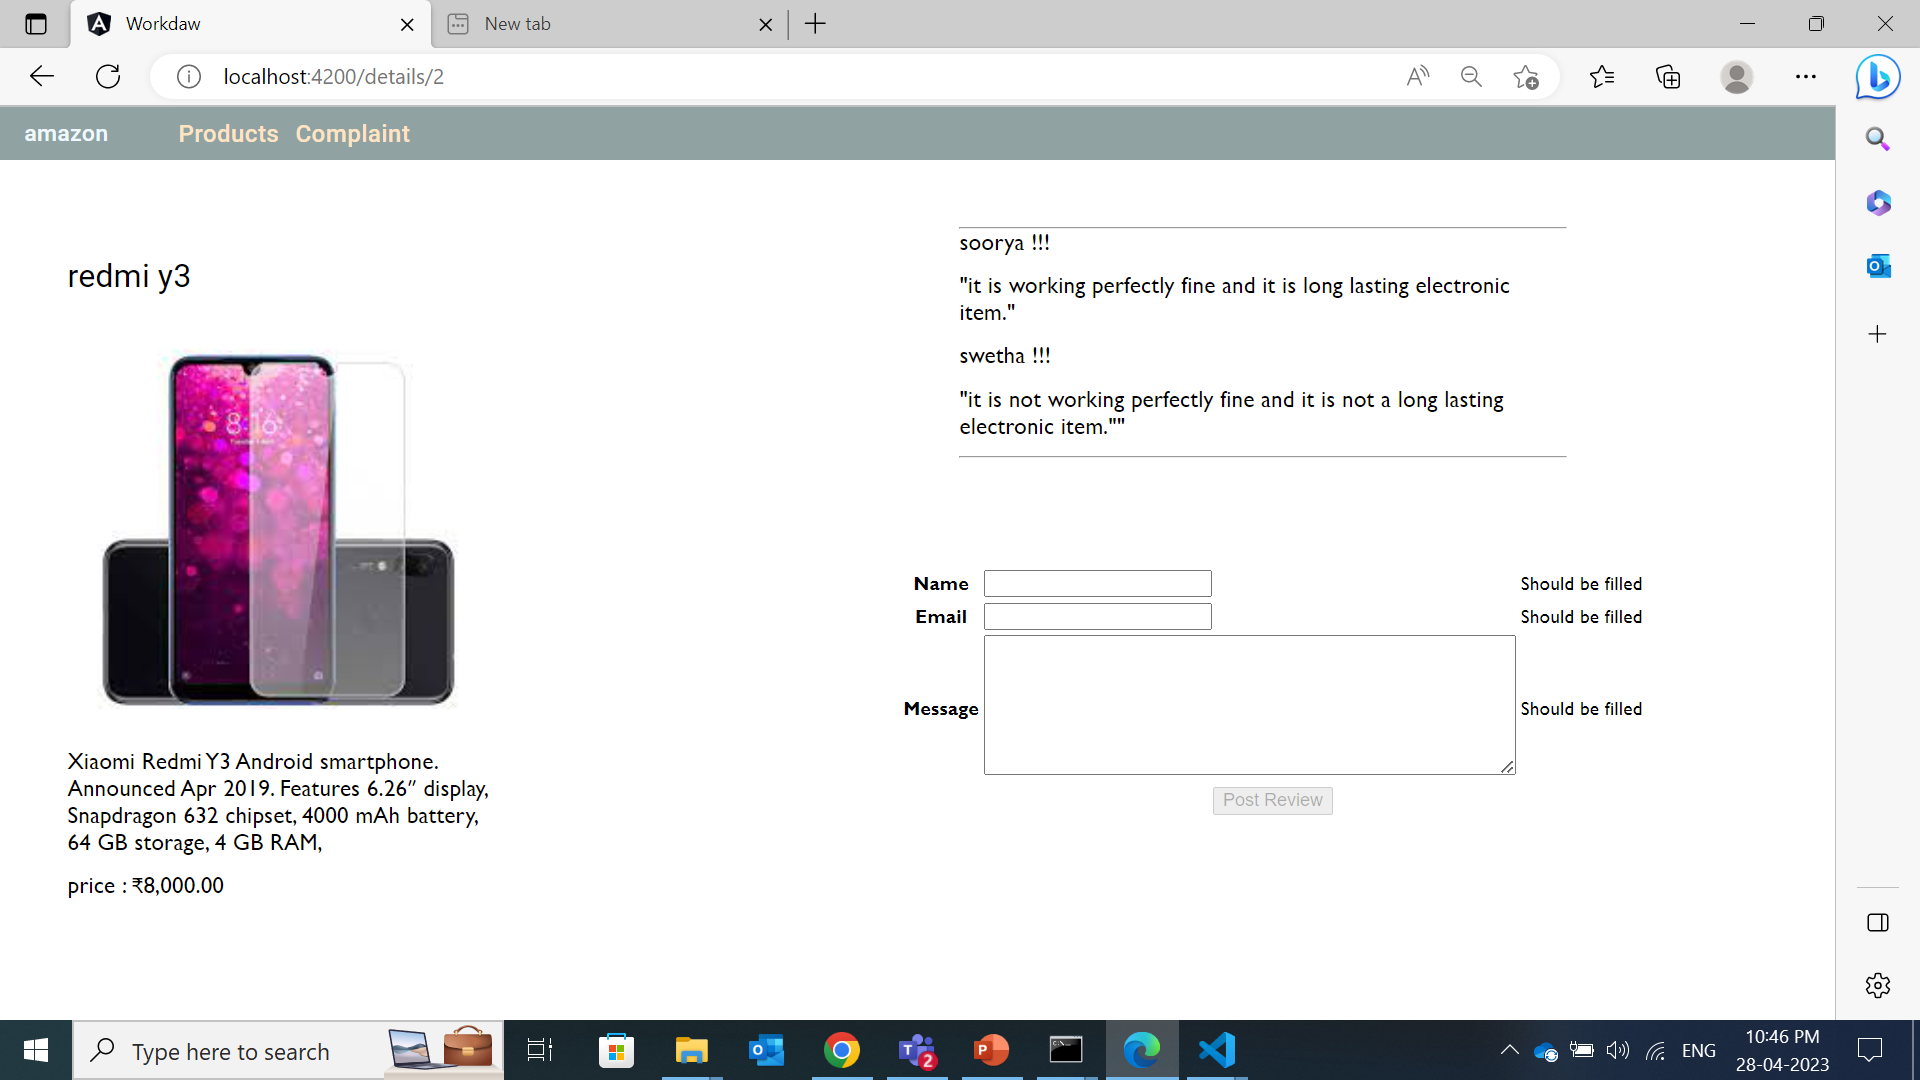 Workdaw
New tab
localhost:4200/details/2
amazon
Products
Complaint
redmi y3
8:16
Xiaomi Redmi Y3 Android smartphone.
Announced Apr 2019. Features 6.26″ display,
Snapdragon 632 chipset, 4000 mAh battery,
64 GB storage, 4 GB RAM,
price : ₹8,000.00
soorya !!!
"it is working perfectly fine and it is long lasting electronic
item."
swetha !!!
"it is not working perfectly fine and it is not a long lasting
electronic item.""
Name
Should be filled
Email
Should be filled
Message
Should be filled
Post Review
Type here to search
2
ENG
10:46 PM
28-04-2023